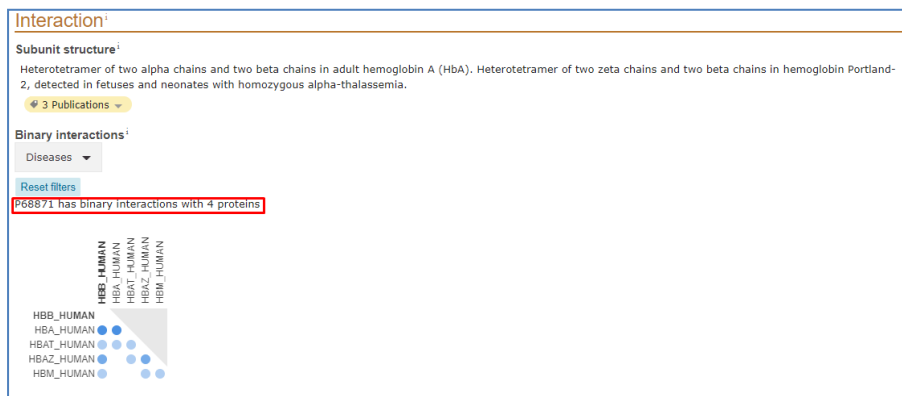 Interaction i
Subunit structure i
Heterotetramer of two alpha chains and two beta chains in adult hemoglobin A (HbA). Heterotetramer of two zeta chains and two beta chains in hemoglobin Portland-
2, detected in fetuses and neonates with homozygous alpha-thalassemia.
3 Publications
Binary interactions i
Diseases
Reset filters
P68871 has binary interactions with 4 proteins
HBB_HUMAN
HBA_HUMAN
HBAT_HUMAN
HBAZ_HUMAN
HBM_HUMAN
HBB_HUMAN
HBA_HUMAN
HBAT_HUMAN
HBAZ_HUMAN
HBM_HUMAN